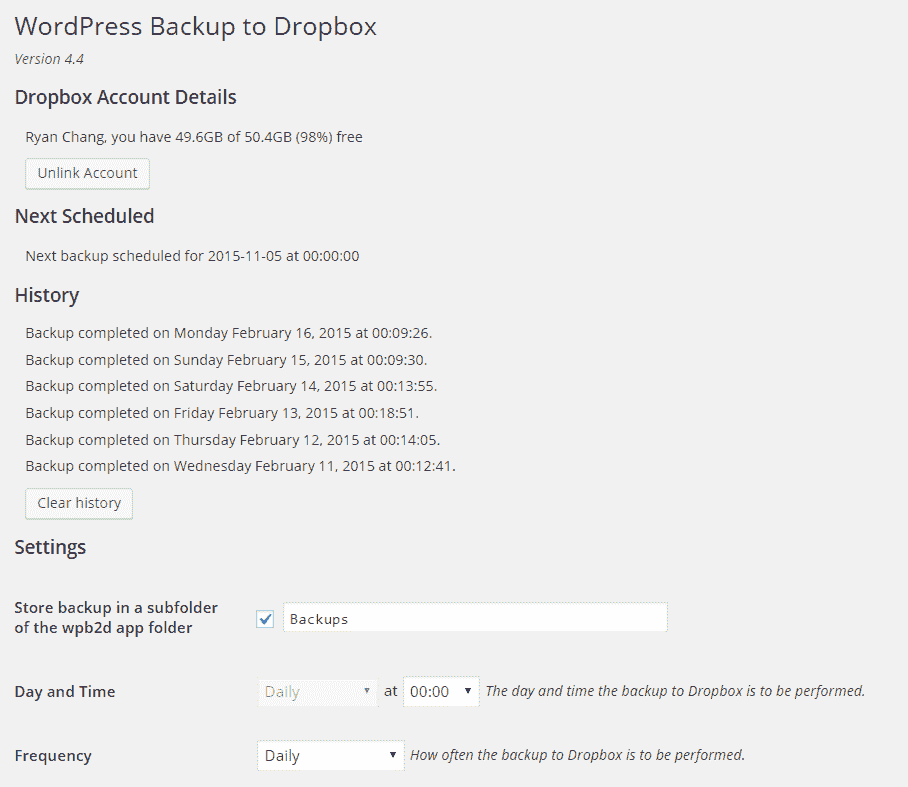 WordPress Backup to Dropbox
Version 4.4
Dropbox Account Details
Ryan Chang, you have 49.6GB of 50.4GB (98%) free
Unlink Account
Next Scheduled
Next backup scheduled for 2015-11-05 at 00:00:00
History
Backup completed on Monday February 16, 2015 at 00:09:26.
Backup completed on Sunday February 15, 2015 at 00:09:30.
Backup completed on Saturday February 14, 2015 at 00:13:55.
Backup completed on Friday February 13, 2015 at 00:18:51.
Backup completed on Thursday February 12, 2015 at 00:14:05.
Backup completed on Wednesday February 11, 2015 at 00:12:41.
Clear history
Settings
Store backup in a subfolder
of the wpb2d app folder
Backups
Day and Time Daily at 00:00 The day and time the backup to Dropbox is to be performed.
Frequency Daily How often the backup to Dropbox is to be performed.